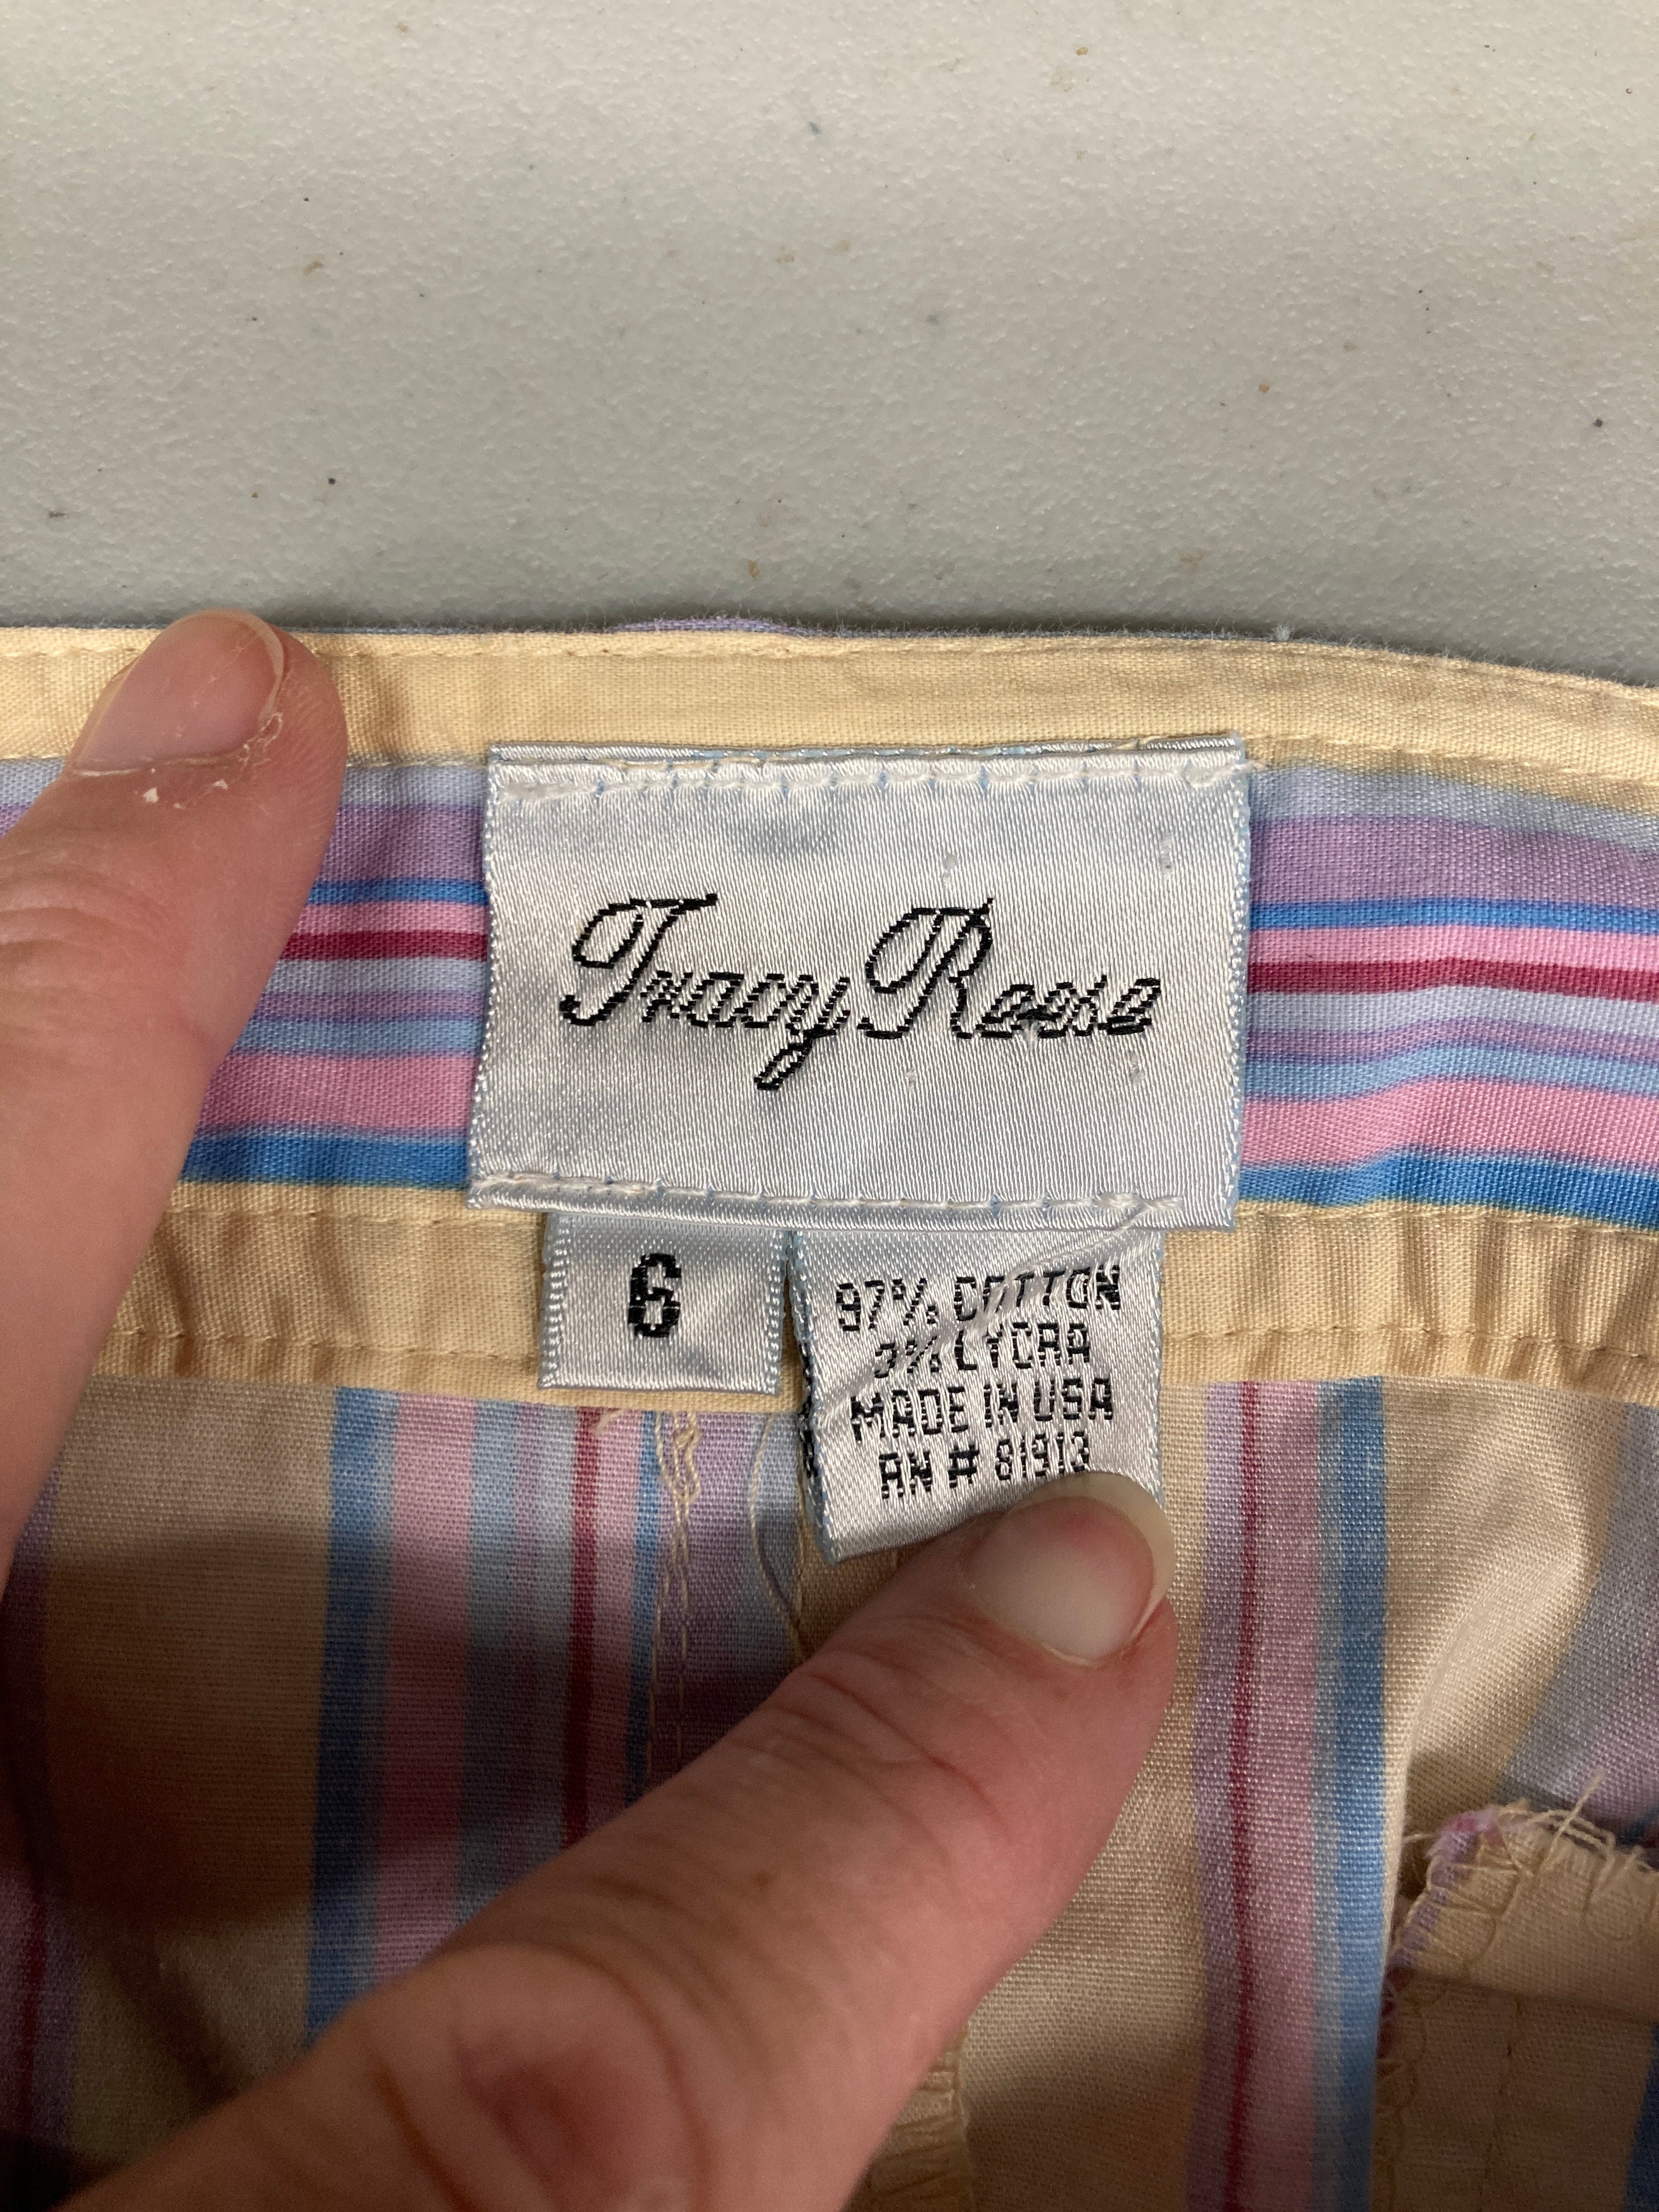 Tracy Reese
6
97% COTTON
3% LYCRA
MADE IN USA
RN # 81913